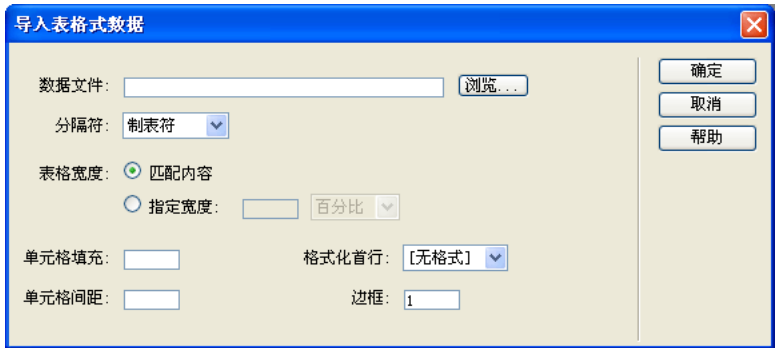 导入表格式数据
数据文件: 浏览... 确定
取消
分隔符: 制表符
帮助
表格宽度: 匹配内容
指定宽度: 百分比
单元格填充: 格式化首行: [无格式]
单元格间距: 边框: 1